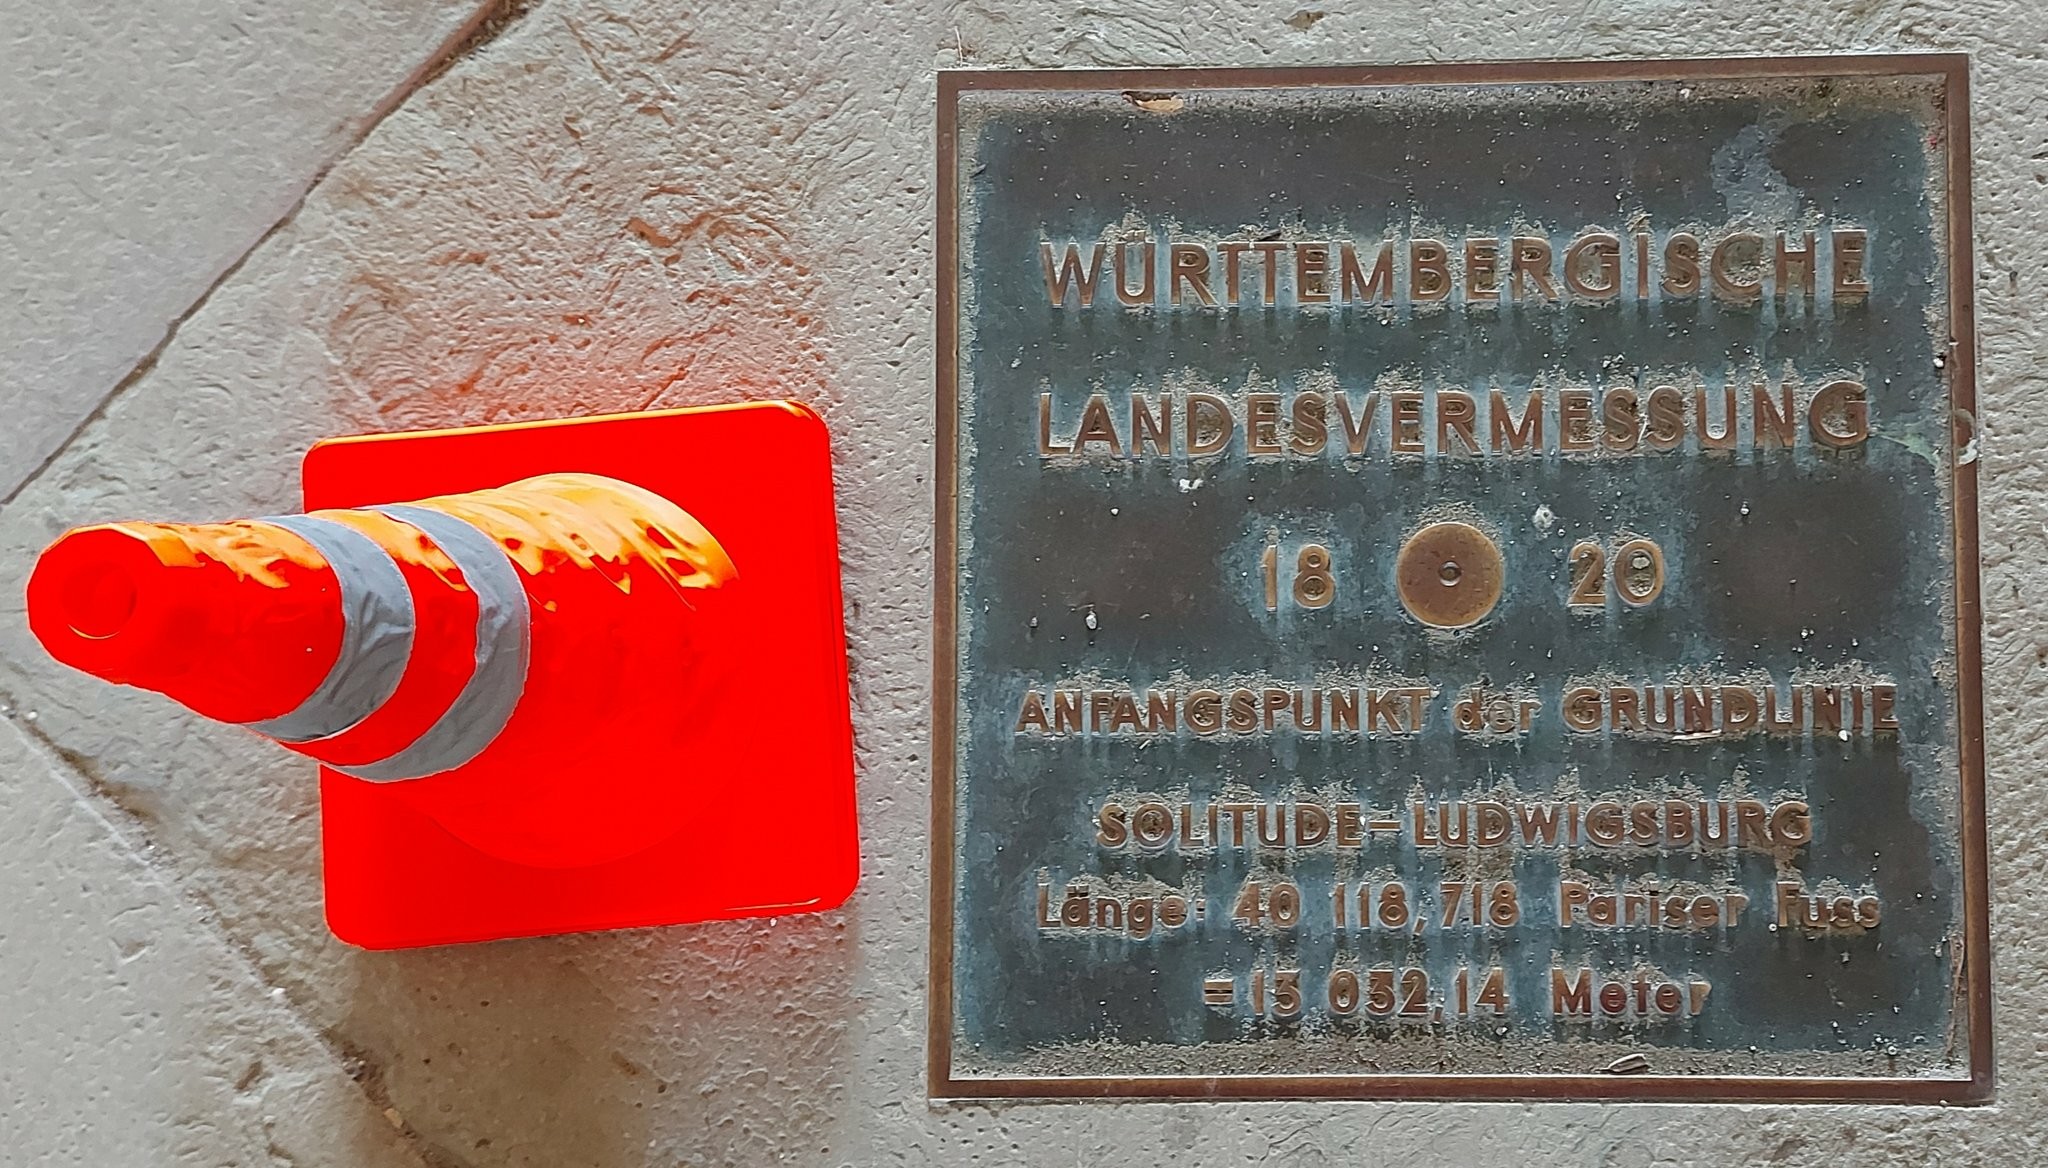 WÜRTTEMBERGISCHE
LANDESVERMESSUNG
18 20
ANFANGSPUNKT der GRUNDLINIE
SOLITUDE-LUDWIGSBURG
Länge: 40 118,718 Pariser Fuss
= 13 032,14 Meter